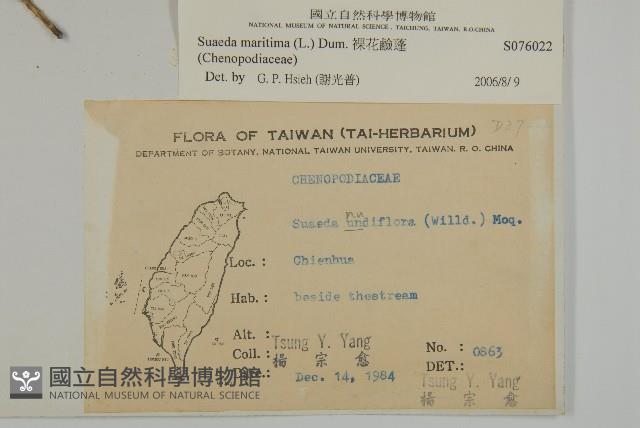 國立自然科學博物館
NATIONAL MUSEUM OF NATURAL SCIENCE, TAICHUNG, TAIWAN, R.O.CHINA
Suaeda maritima (L.) Dum. 裸花鹼蓬 S076022
(Chenopodiaceae)
Det. by G. P. Hsieh (謝光普) 2006/8/9
D37
FLORA OF TAIWAN (TAI-HERBARIUM)
DEPARTMENT OF BOTANY, NATIONAL TAIWAN UNIVERSITY, TAIWAN, R. O. CHINA
CHENOPODIACEAE
nu
Suaeda undiflora (Willd.) Moq.
Loc. : Chienhua
Hab. : beside thestream
Alt. :
Coll. : Tsung Y. Yang No. : 0863
楊宗愈 DET.:
Date.: Dec. 14, 1984 Tsung Y. Yang
楊宗愈
國立自然科學博物館
NATIONAL MUSEUM OF NATURAL SCIENCE